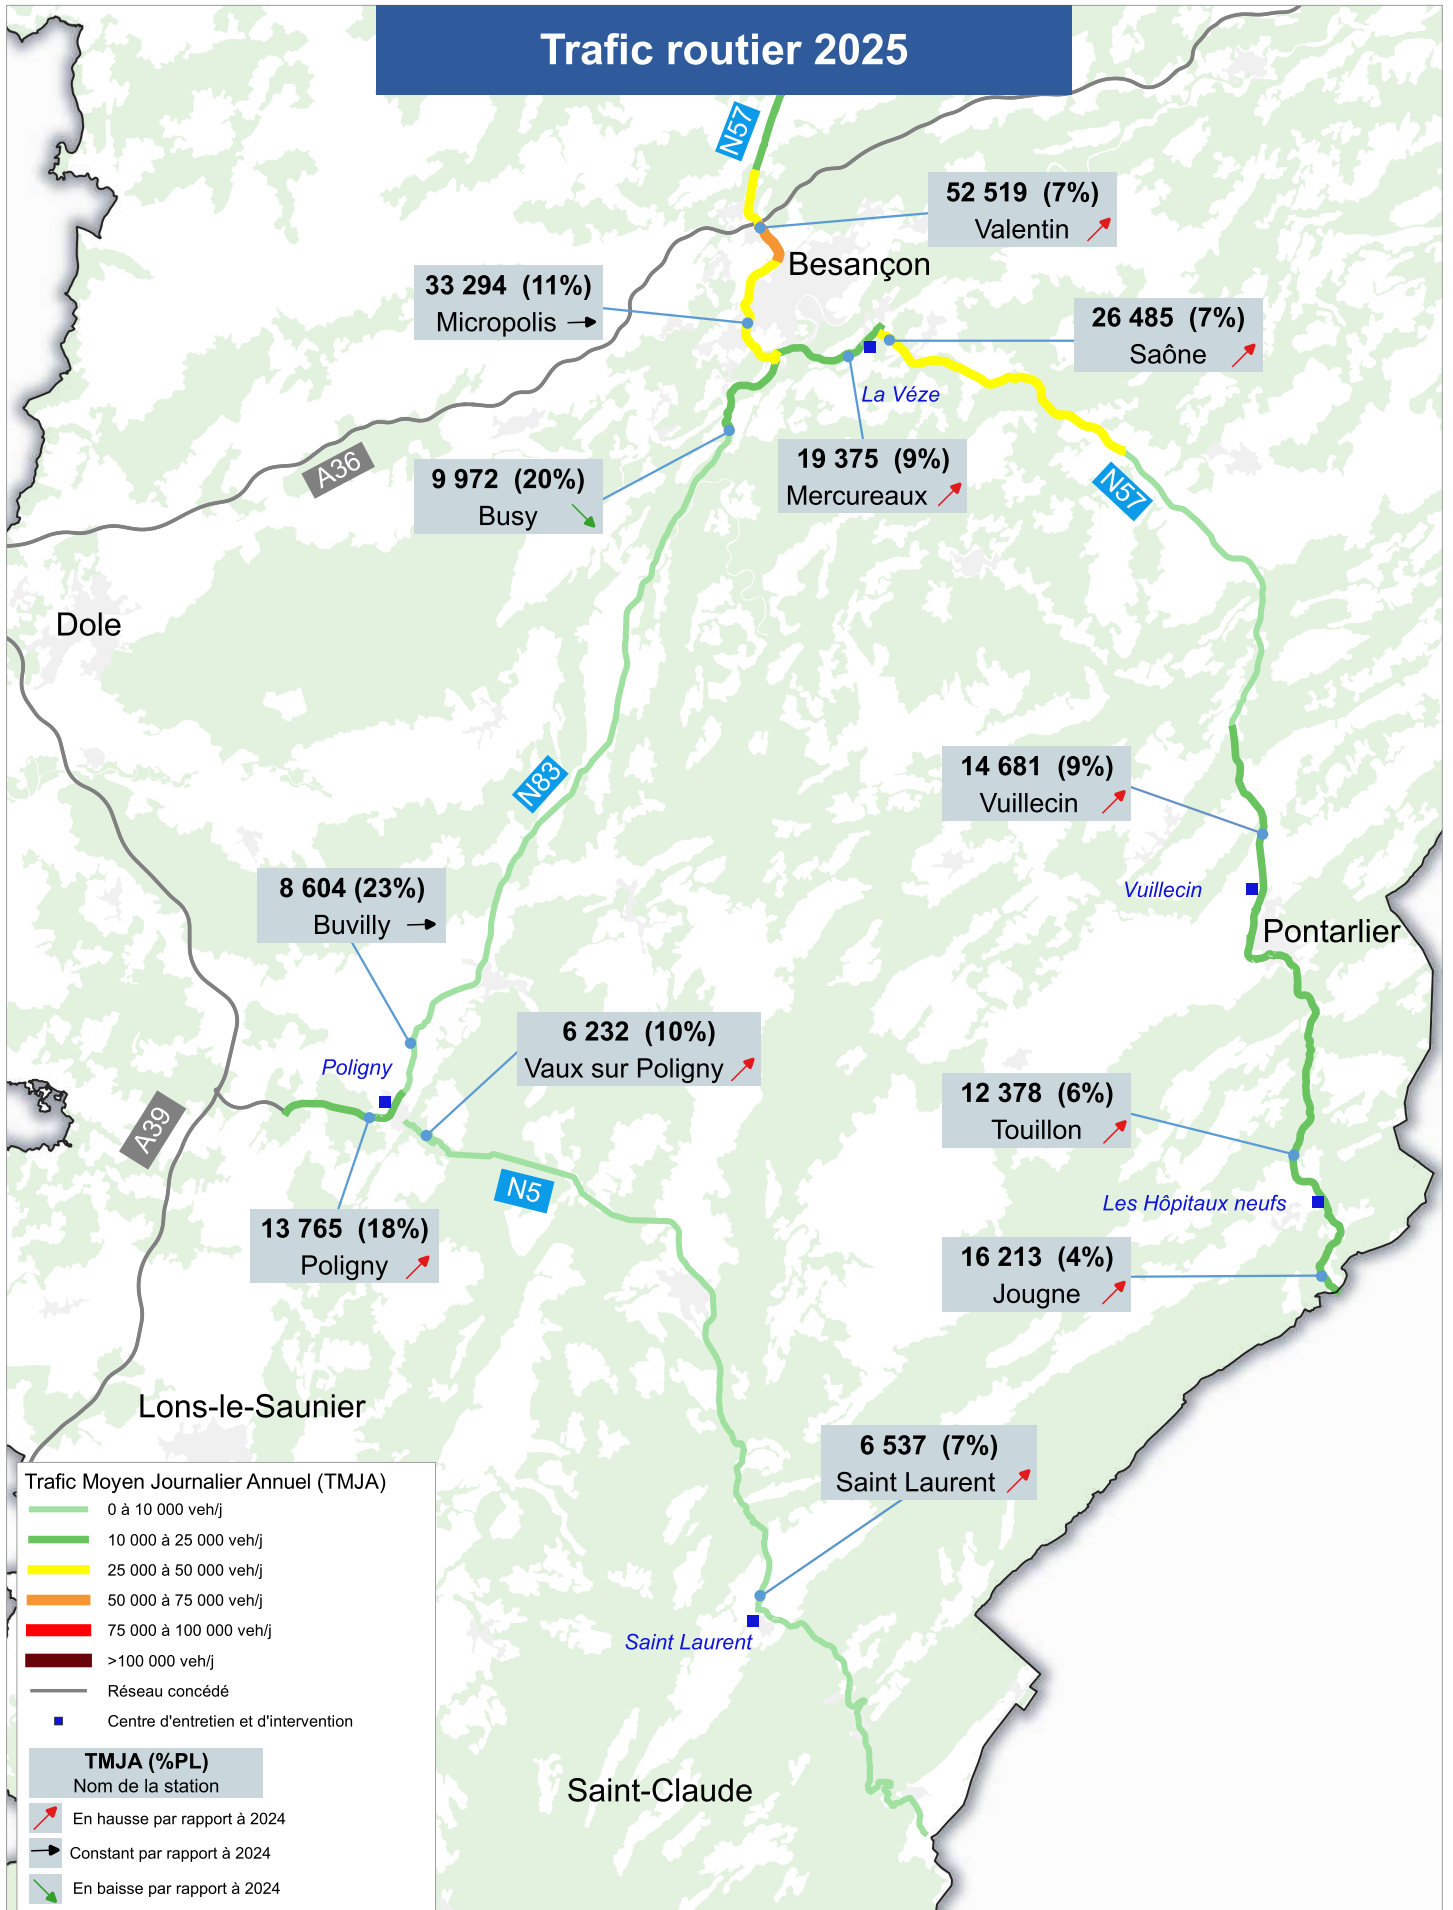 Trafic routier 2025
N57
52 519 (7%)
Valentin
Besançon
33 294 (11%)
Micropolis
26 485 (7%)
Saône
La Véze
A36
9 972 (20%)
Busy
19 375 (9%)
Mercureaux
N57
Dole
N83
14 681 (9%)
Vuillecin
Vuillecin
8 604 (23%)
Buvilly
Pontarlier
6 232 (10%)
Vaux sur Poligny
Poligny
A39
12 378 (6%)
Touillon
N5
Les Hôpitaux neufs
13 765 (18%)
Poligny
16 213 (4%)
Jougne
Lons-le-Saunier
6 537 (7%)
Saint Laurent
Saint Laurent
Saint-Claude
Trafic Moyen Journalier Annuel (TMJA)
0 à 10 000 veh/j
10 000 à 25 000 veh/j
25 000 à 50 000 veh/j
50 000 à 75 000 veh/j
75 000 à 100 000 veh/j
>100 000 veh/j
Réseau concédé
Centre d'entretien et d'intervention
TMJA (%PL)
Nom de la station
En hausse par rapport à 2024
Constant par rapport à 2024
En baisse par rapport à 2024